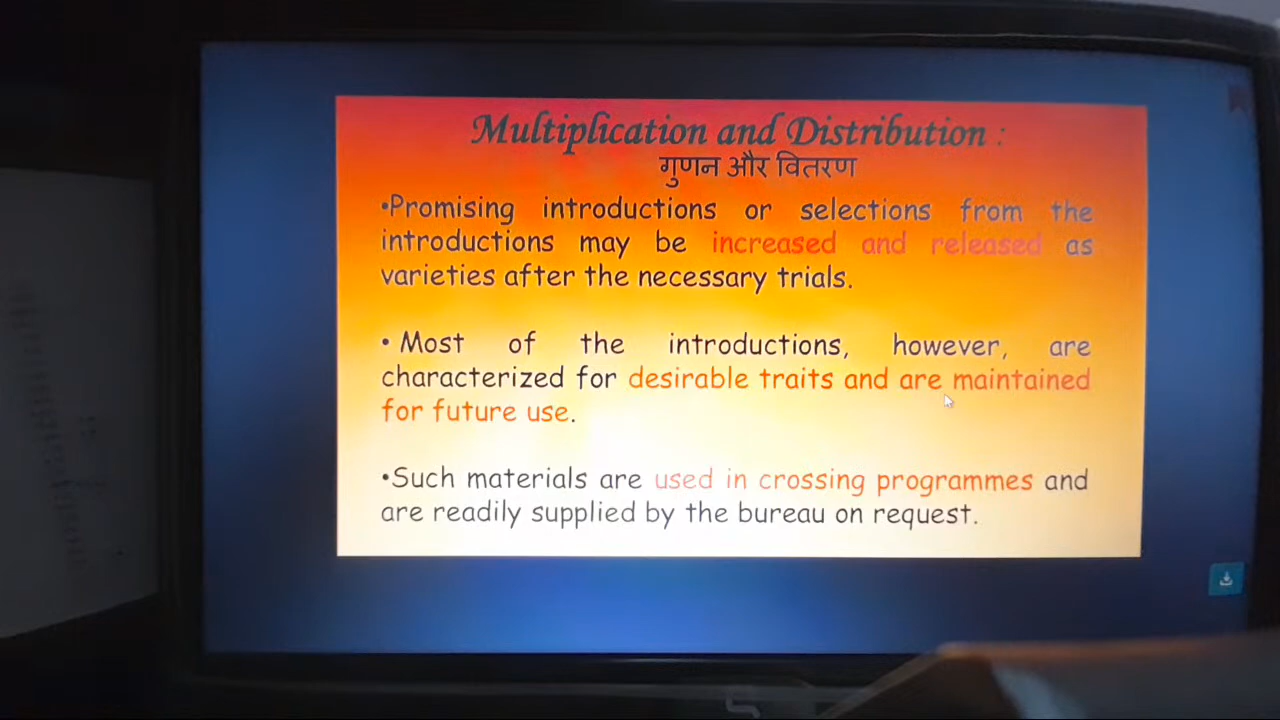 Multiplication and Distribution :
गुणन और वितरण
•Promising introductions or selections from the
introductions may be increased and released as
varieties after the necessary trials.
• Most of the introductions, however, are
characterized for desirable traits and are maintained
for future use.
•Such materials are used in crossing programmes and
are readily supplied by the bureau on request.